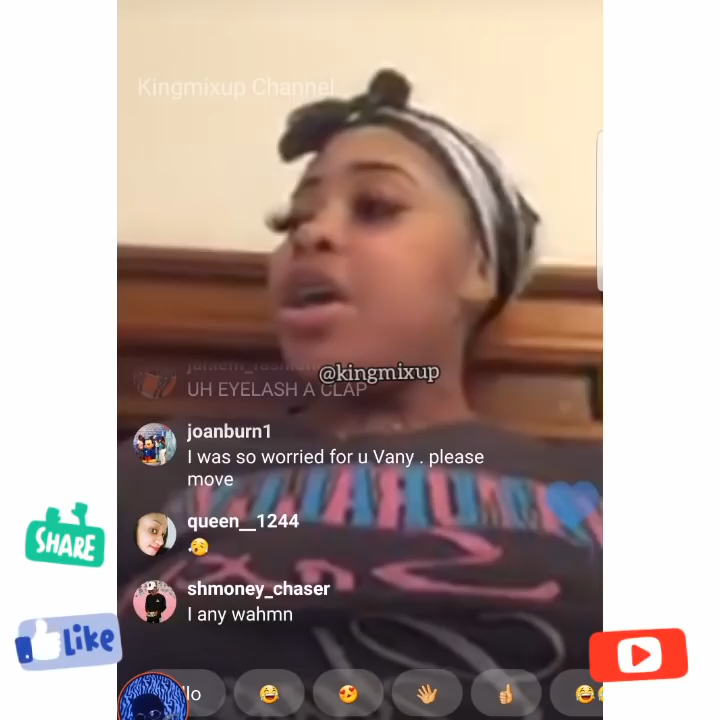 Kingmixup Channel
@kingmixup
UH EYELASH A CLAP
joanburn1
I was so worried for u Vany . please
move
queen__1244
😥
shmoney_chaser
I any wahmn
SHARE
Like
llo
😂 😍 👋 👍 😂